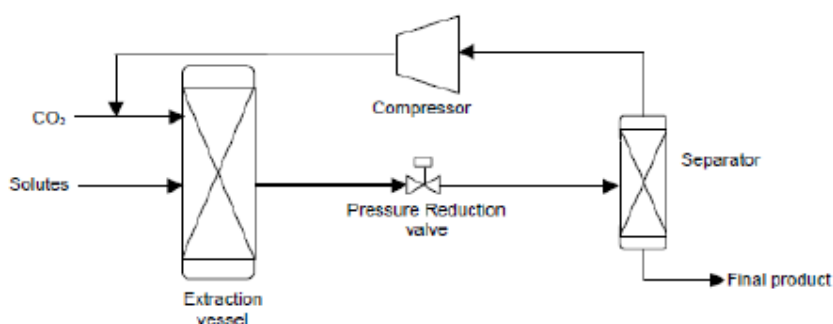 Compressor
CO₂
Separator
Solutes
Pressure Reduction
valve
Final product
Extraction
vessel